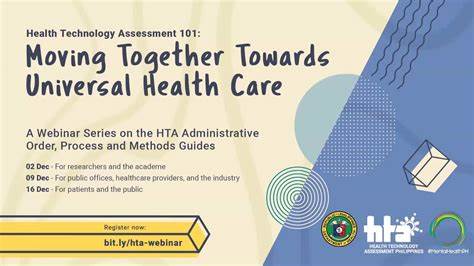 Health Technology Assessment 101:
Moving Together Towards
Universal Health Care
A Webinar Series on the HTA Administrative
Order, Process and Methods Guides
02 Dec - For researchers and the academe
09 Dec - For public offices, healthcare providers, and the industry
16 Dec - For patients and the public
Register now:
bit.ly/hta-webinar
hta
HEALTH TECHNOLOGY
ASSESSMENT PHILIPPINES
#MentalHealthPH